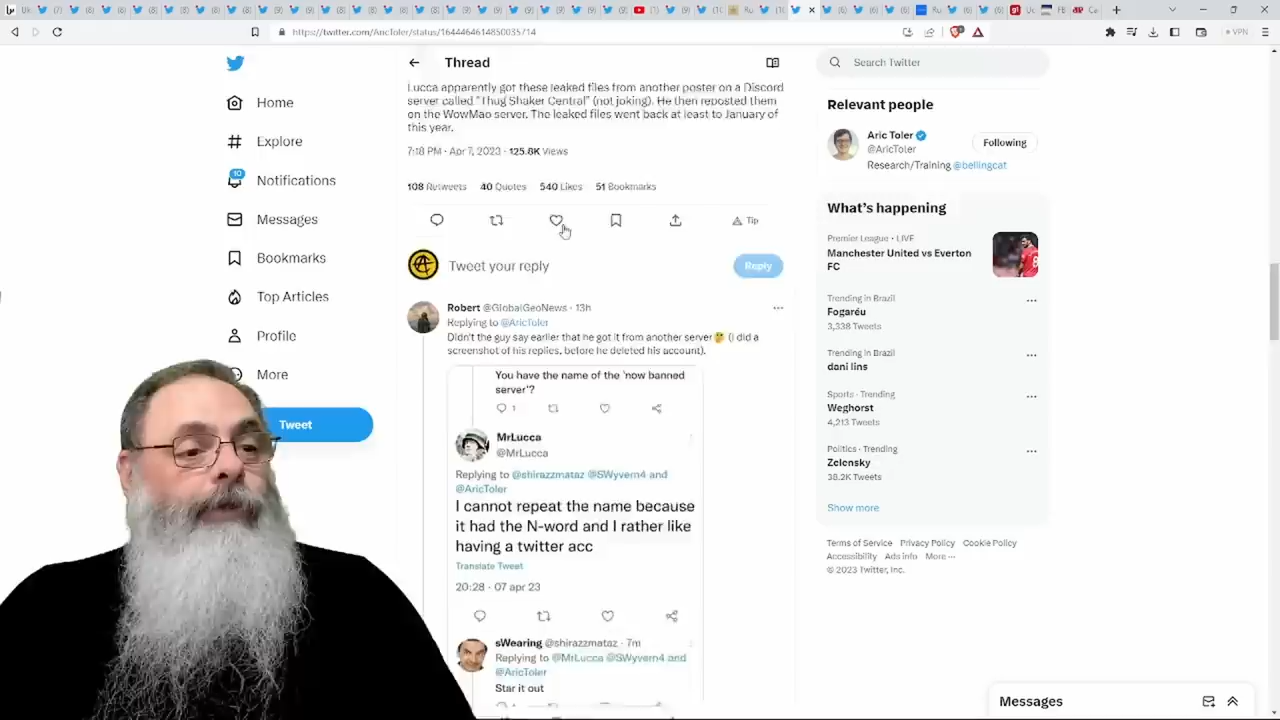 https://twitter.com/AricToler/status/1644464614850035714
VPN
Home
Explore
10
Notifications
Messages
Bookmarks
Top Articles
Profile
More
Tweet
Thread
Lucca apparently got these leaked files from another poster on a Discord
server called "Thug Shaker Central" (not joking). He then reposted them
on the WowMao server. The leaked files went back at least to January of
this year.
7:18 PM · Apr 7, 2023 · 125.8K Views
108 Retweets 40 Quotes 540 Likes 51 Bookmarks
Tip
Tweet your reply
Reply
Robert @GlobalGeoNews · 13h
Replying to @AricToler
Didn't the guy say earlier that he got it from another server🤔 (i did a
screenshot of his replies, before he deleted his account).
You have the name of the 'now banned
server'?
1
MrLucca
@MrLucca
Replying to @shirazzmataz @SWyvern4 and
@AricToler
I cannot repeat the name because
it had the N-word and I rather like
having a twitter acc
Translate Tweet
20:28 · 07 apr 23
sWearing @shirazzmataz · 7m
Replying to @MrLucca @SWyvern4 and
@AricToler
Star it out
Search Twitter
Relevant people
Aric Toler
@AricToler
Following
Research/Training @bellingcat
What's happening
Premier League · LIVE
Manchester United vs Everton
FC
Trending in Brazil
Fogaréu
3,338 Tweets
Trending in Brazil
dani lins
Sports · Trending
Weghorst
4,213 Tweets
Politics · Trending
Zelensky
38.2K Tweets
Show more
Terms of Service Privacy Policy Cookie Policy
Accessibility Ads info More ···
© 2023 Twitter, Inc.
Messages